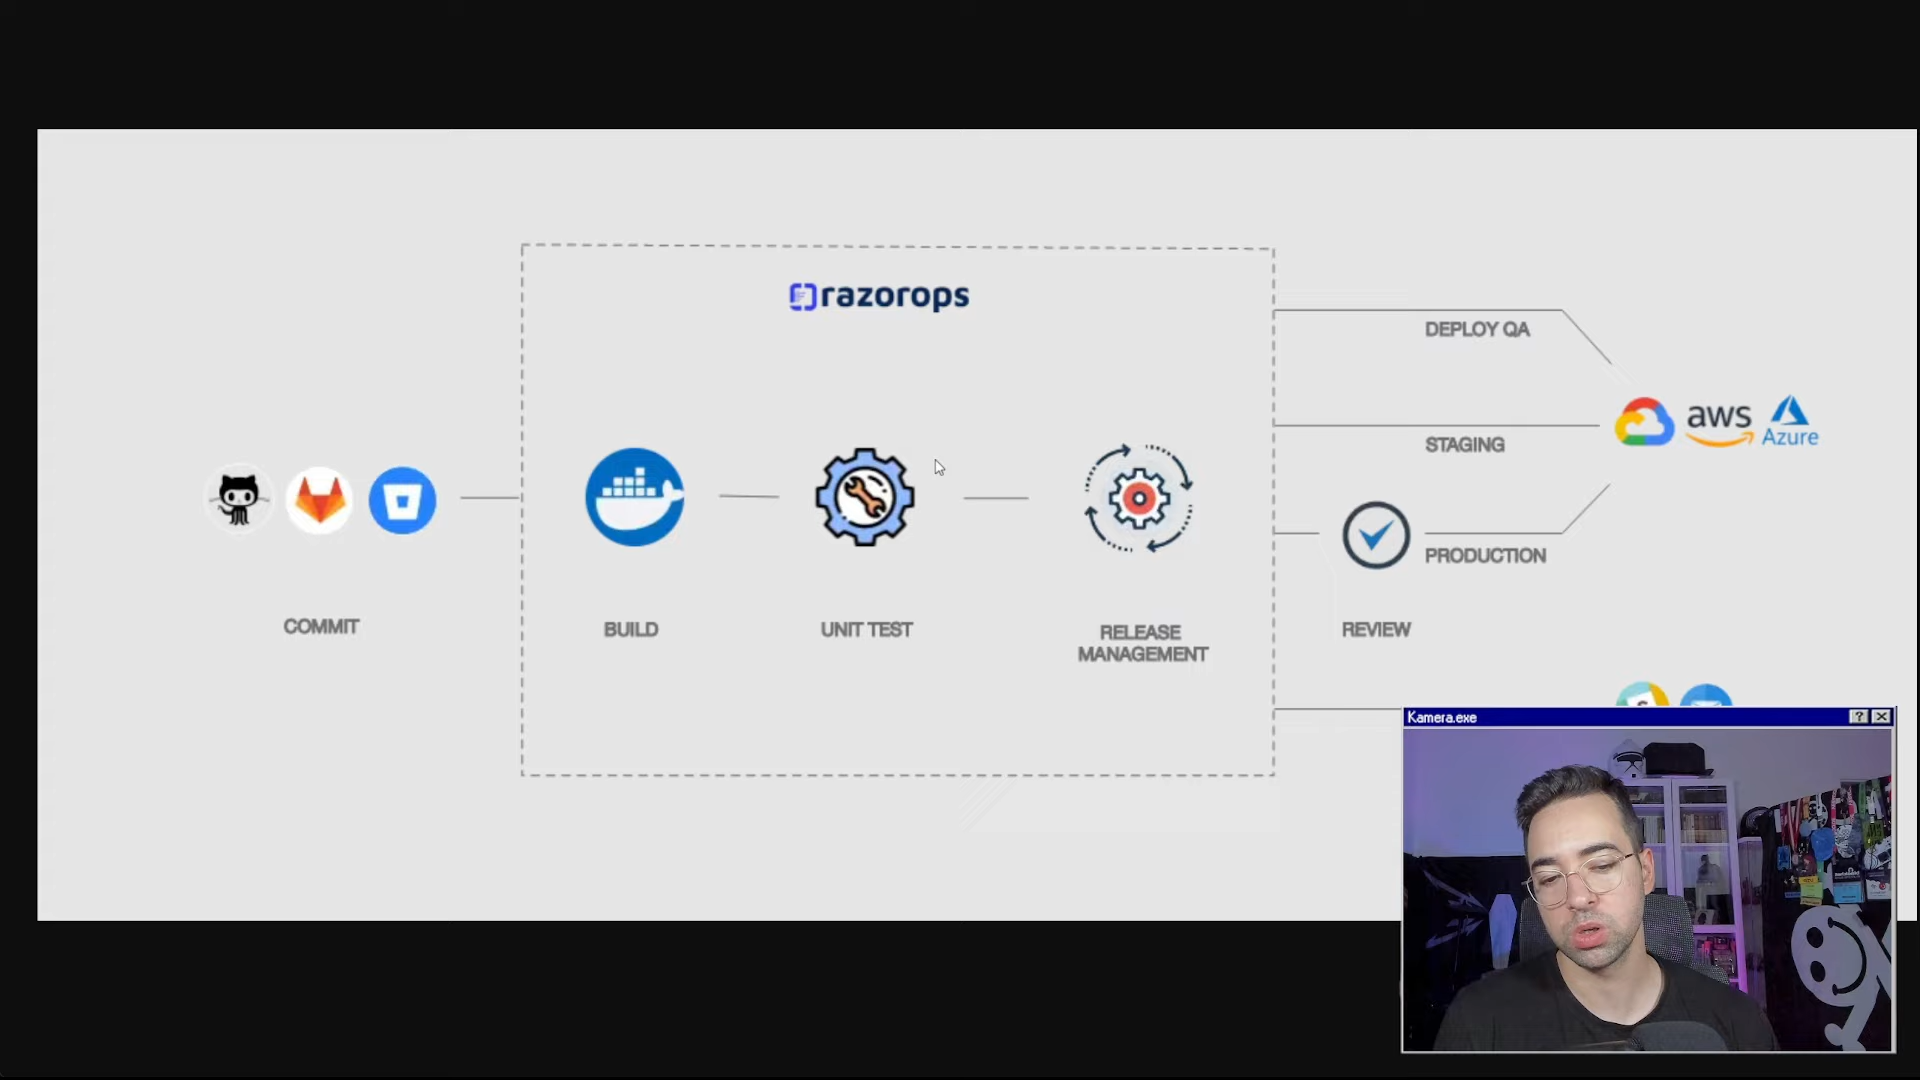 razorops
DEPLOY QA
aws
Azure
STAGING
PRODUCTION
COMMIT
BUILD
UNIT TEST
RELEASE
MANAGEMENT
REVIEW
Kamera.exe